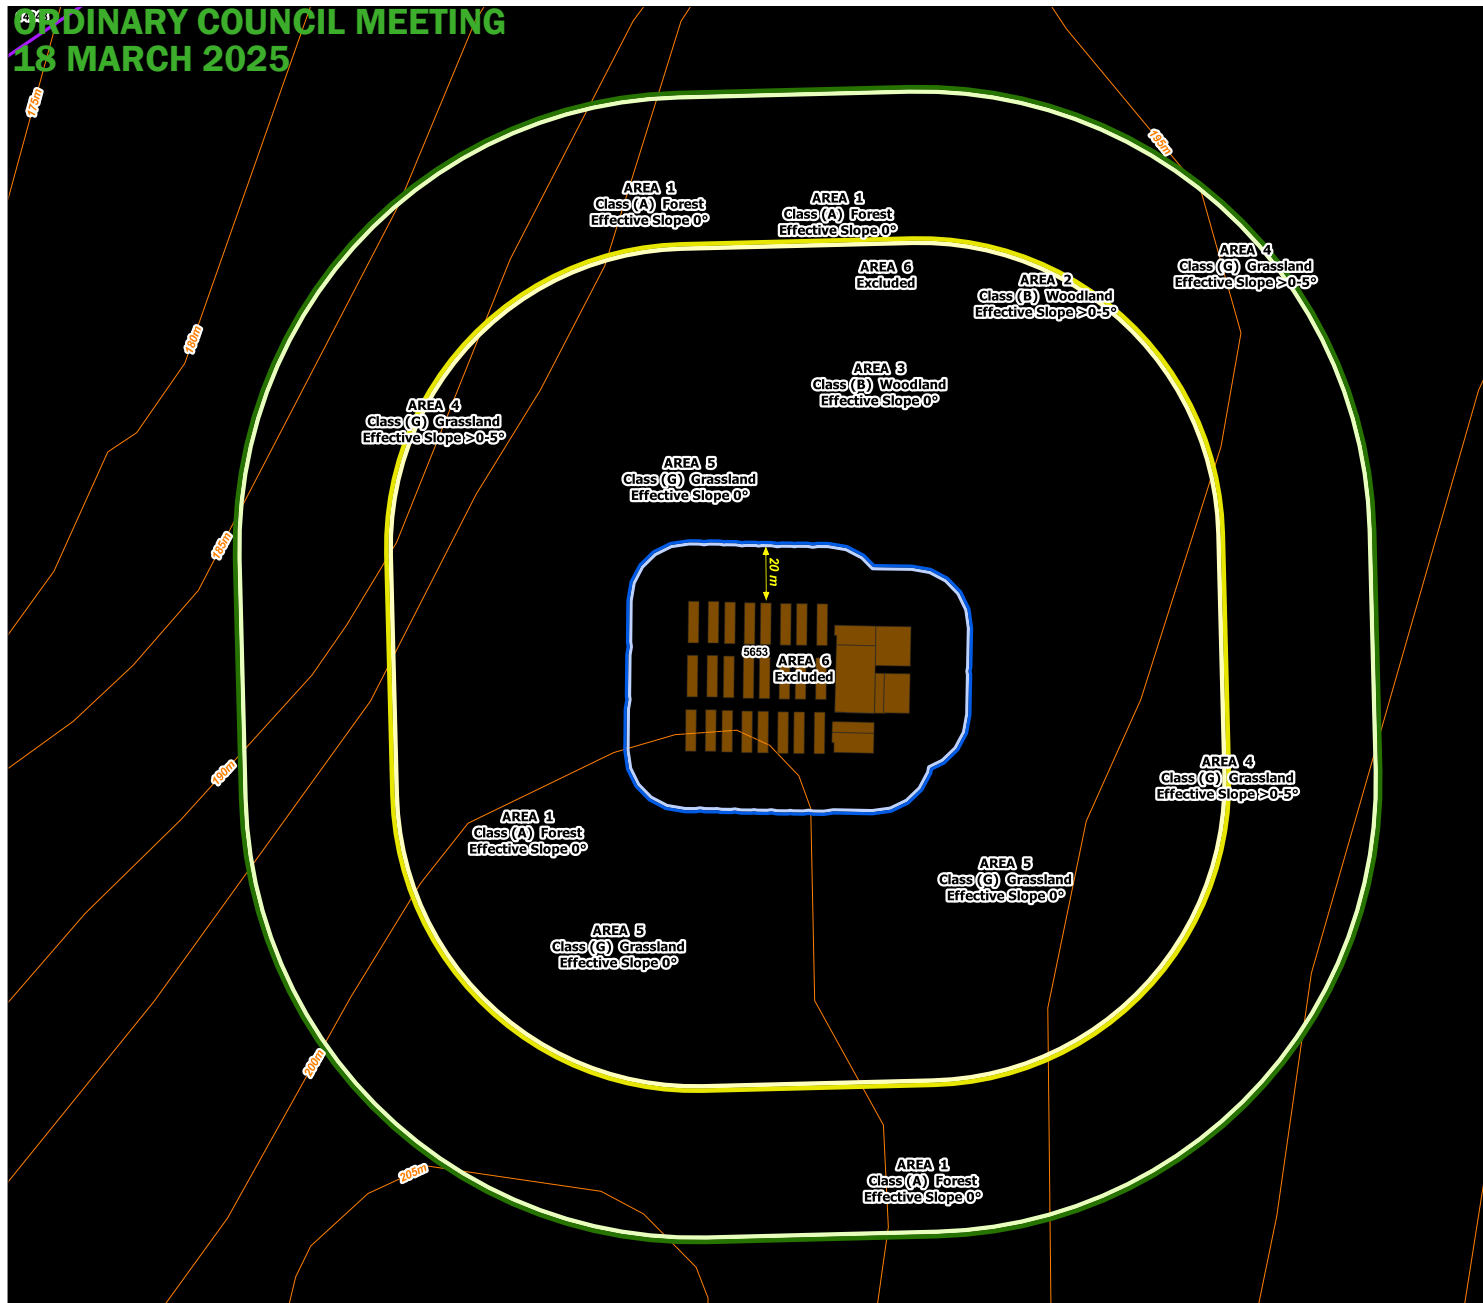 ORDINARY COUNCIL MEETING
18 MARCH 2025
175m
195m
AREA 1
Class (A) Forest
Effective Slope 0°
AREA 1
Class (A) Forest
Effective Slope 0°
AREA 4
Class (G) Grassland
Effective Slope >0-5°
AREA 6
Excluded
AREA 2
Class (B) Woodland
Effective Slope >0-5°
180m
AREA 3
Class (B) Woodland
Effective Slope 0°
AREA 4
Class (G) Grassland
Effective Slope >0-5°
AREA 5
Class (G) Grassland
Effective Slope 0°
185m
20 m
5653
AREA 6
Excluded
190m
AREA 4
Class (G) Grassland
Effective Slope >0-5°
AREA 1
Class (A) Forest
Effective Slope 0°
AREA 5
Class (G) Grassland
Effective Slope 0°
AREA 5
Class (G) Grassland
Effective Slope 0°
200m
205m
AREA 1
Class (A) Forest
Effective Slope 0°